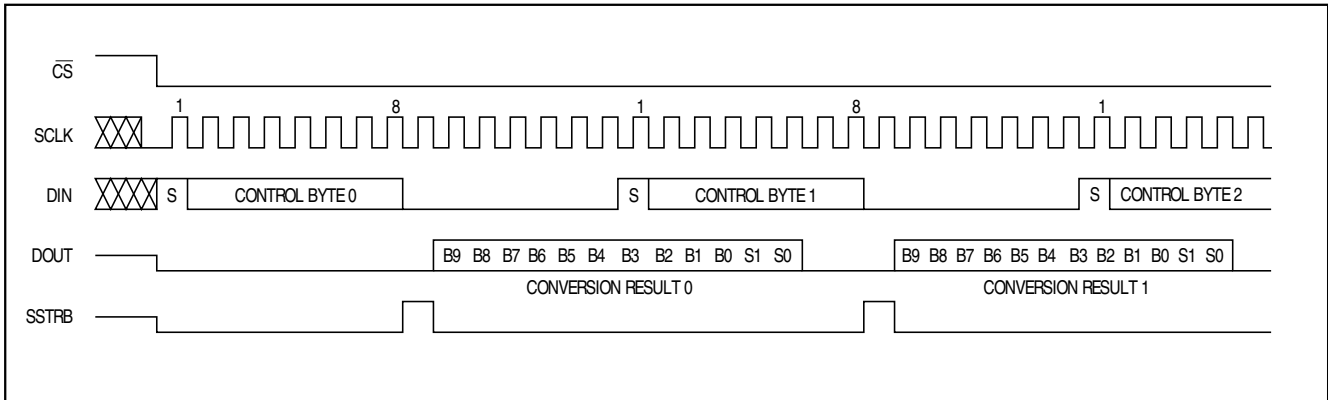 CS
1 8 1 8 1
SCLK
DIN S CONTROL BYTE 0 S CONTROL BYTE 1 S CONTROL BYTE 2
DOUT B9 B8 B7 B6 B5 B4 B3 B2 B1 B0 S1 S0 B9 B8 B7 B6 B5 B4 B3 B2 B1 B0 S1 S0
CONVERSION RESULT 0 CONVERSION RESULT 1
SSTRB